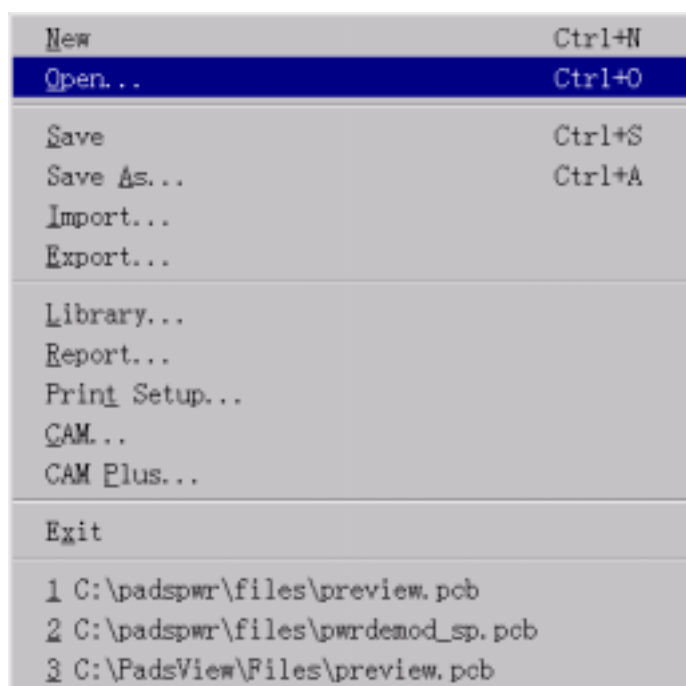 New Ctrl+N
Open... Ctrl+O
Save Ctrl+S
Save As... Ctrl+A
Import...
Export...
Library...
Report...
Print Setup...
CAM...
CAM Plus...
Exit
1 C:\padspwr\files\preview.pcb
2 C:\padspwr\files\pwrdemod_sp.pcb
3 C:\PadsView\Files\preview.pcb